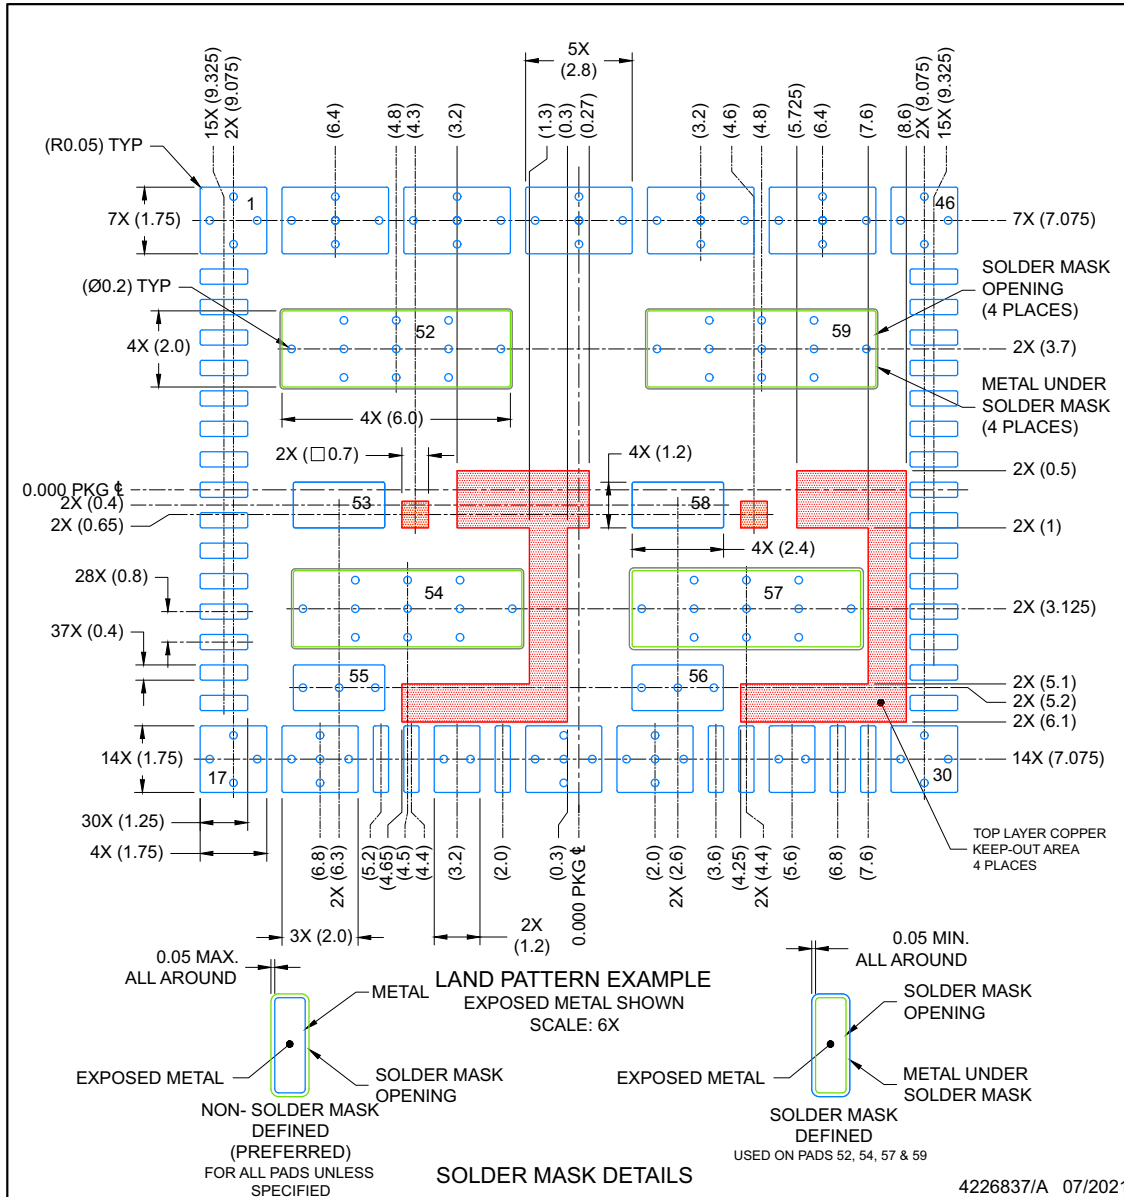 15X (9.325)
2X (9.075)
(6.4)
(4.8)
(4.3)
(3.2)
5X
(2.8)
(1.3)
(0.3)
(0.27)
(3.2)
(4.6)
(4.8)
(5.725)
(6.4)
(7.6)
(8.6)
2X (9.075)
15X (9.325)
(R0.05) TYP
1
46
7X (1.75)
7X (7.075)
(Ø0.2) TYP
SOLDER MASK
OPENING
(4 PLACES)
52
59
4X (2.0)
2X (3.7)
METAL UNDER
SOLDER MASK
(4 PLACES)
4X (6.0)
2X (□0.7)
4X (1.2)
2X (0.5)
0.000 PKG ℄
2X (0.4)
2X (0.65)
53
58
2X (1)
4X (2.4)
28X (0.8)
54
57
2X (3.125)
37X (0.4)
55
56
2X (5.1)
2X (5.2)
2X (6.1)
14X (1.75)
14X (7.075)
17
30
30X (1.25)
4X (1.75)
TOP LAYER COPPER
KEEP-OUT AREA
4 PLACES
(6.8)
2X (6.3)
(5.2)
(4.65)
(4.5)
(4.4)
(3.2)
(2.0)
(0.3)
0.000 PKG ℄
(2.0)
2X (2.6)
(3.6)
(4.25)
2X (4.4)
(5.6)
(6.8)
(7.6)
3X (2.0)
2X
(1.2)
LAND PATTERN EXAMPLE
EXPOSED METAL SHOWN
SCALE: 6X
0.05 MAX.
ALL AROUND
METAL
EXPOSED METAL
SOLDER MASK
OPENING
NON- SOLDER MASK
DEFINED
(PREFERRED)
FOR ALL PADS UNLESS
SPECIFIED
0.05 MIN.
ALL AROUND
SOLDER MASK
OPENING
EXPOSED METAL
METAL UNDER
SOLDER MASK
SOLDER MASK
DEFINED
USED ON PADS 52, 54, 57 & 59
SOLDER MASK DETAILS
4226837/A 07/2021